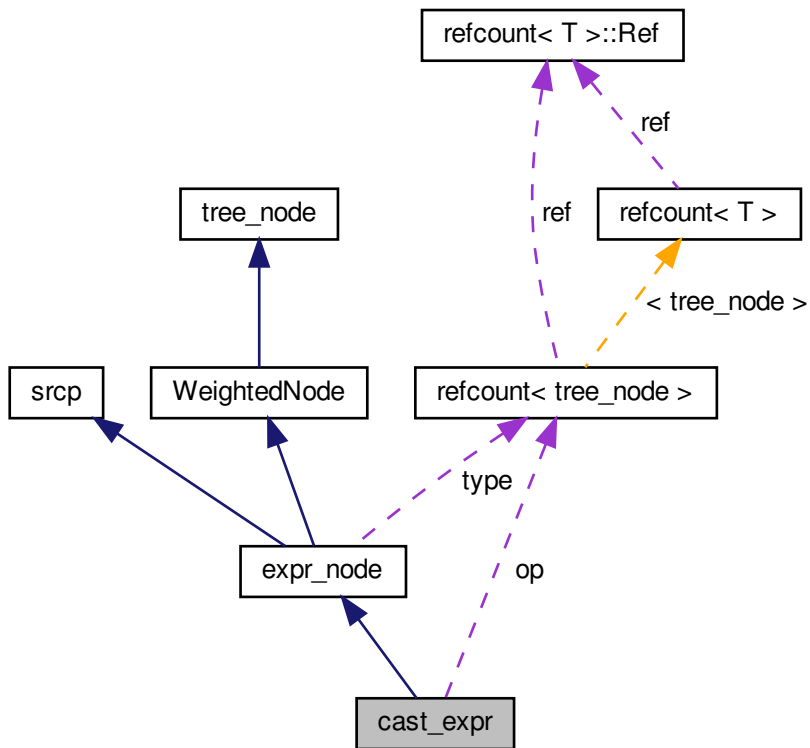 refcount< T >::Ref
ref
tree_node
ref
refcount< T >
< tree_node >
srcp
WeightedNode
refcount< tree_node >
type
expr_node
op
cast_expr